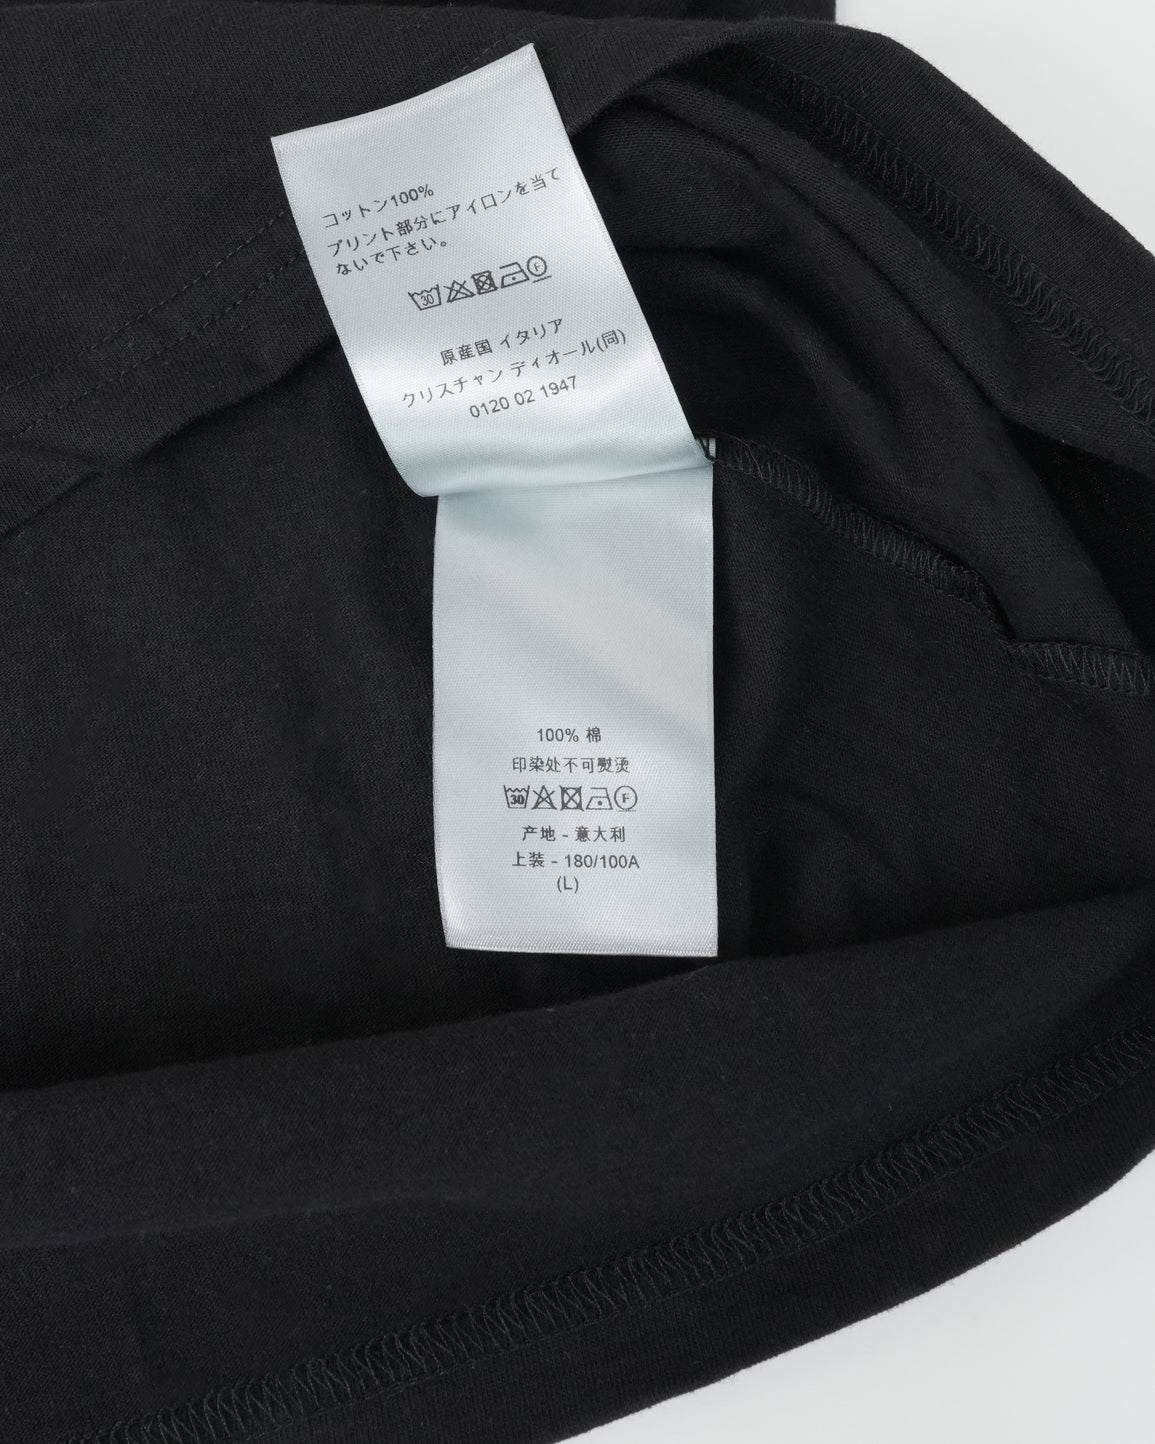 コットン100%
プリント部分にアイロンを当て
ないで下さい。
30 F
原産国 イタリア
クリスチャン ディオール(同)
0120 02 1947
100% 棉
印染处不可熨烫
30 F
产地 - 意大利
上装 - 180/100A
(L)